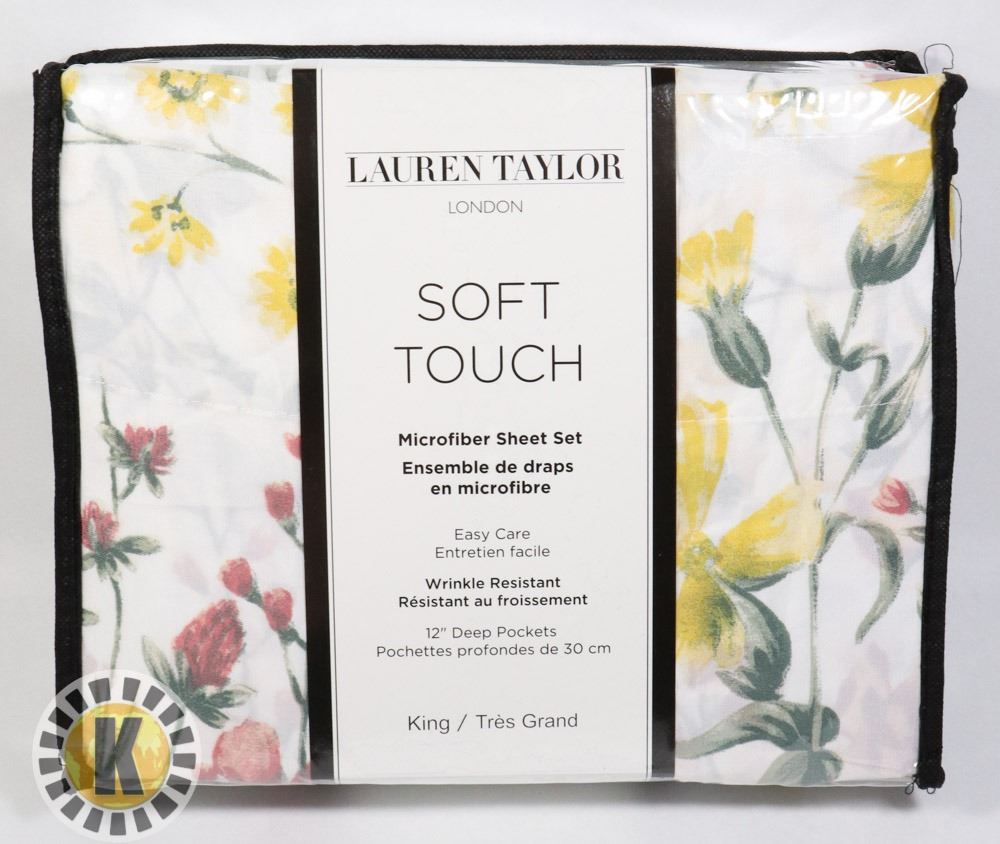 LAUREN TAYLOR
LONDON
SOFT
TOUCH
Microfiber Sheet Set
Ensemble de draps
en microfibre
Easy Care
Entretien facile
Wrinkle Resistant
Résistant au froissement
12" Deep Pockets
Pochettes profondes de 30 cm
King / Très Grand
K